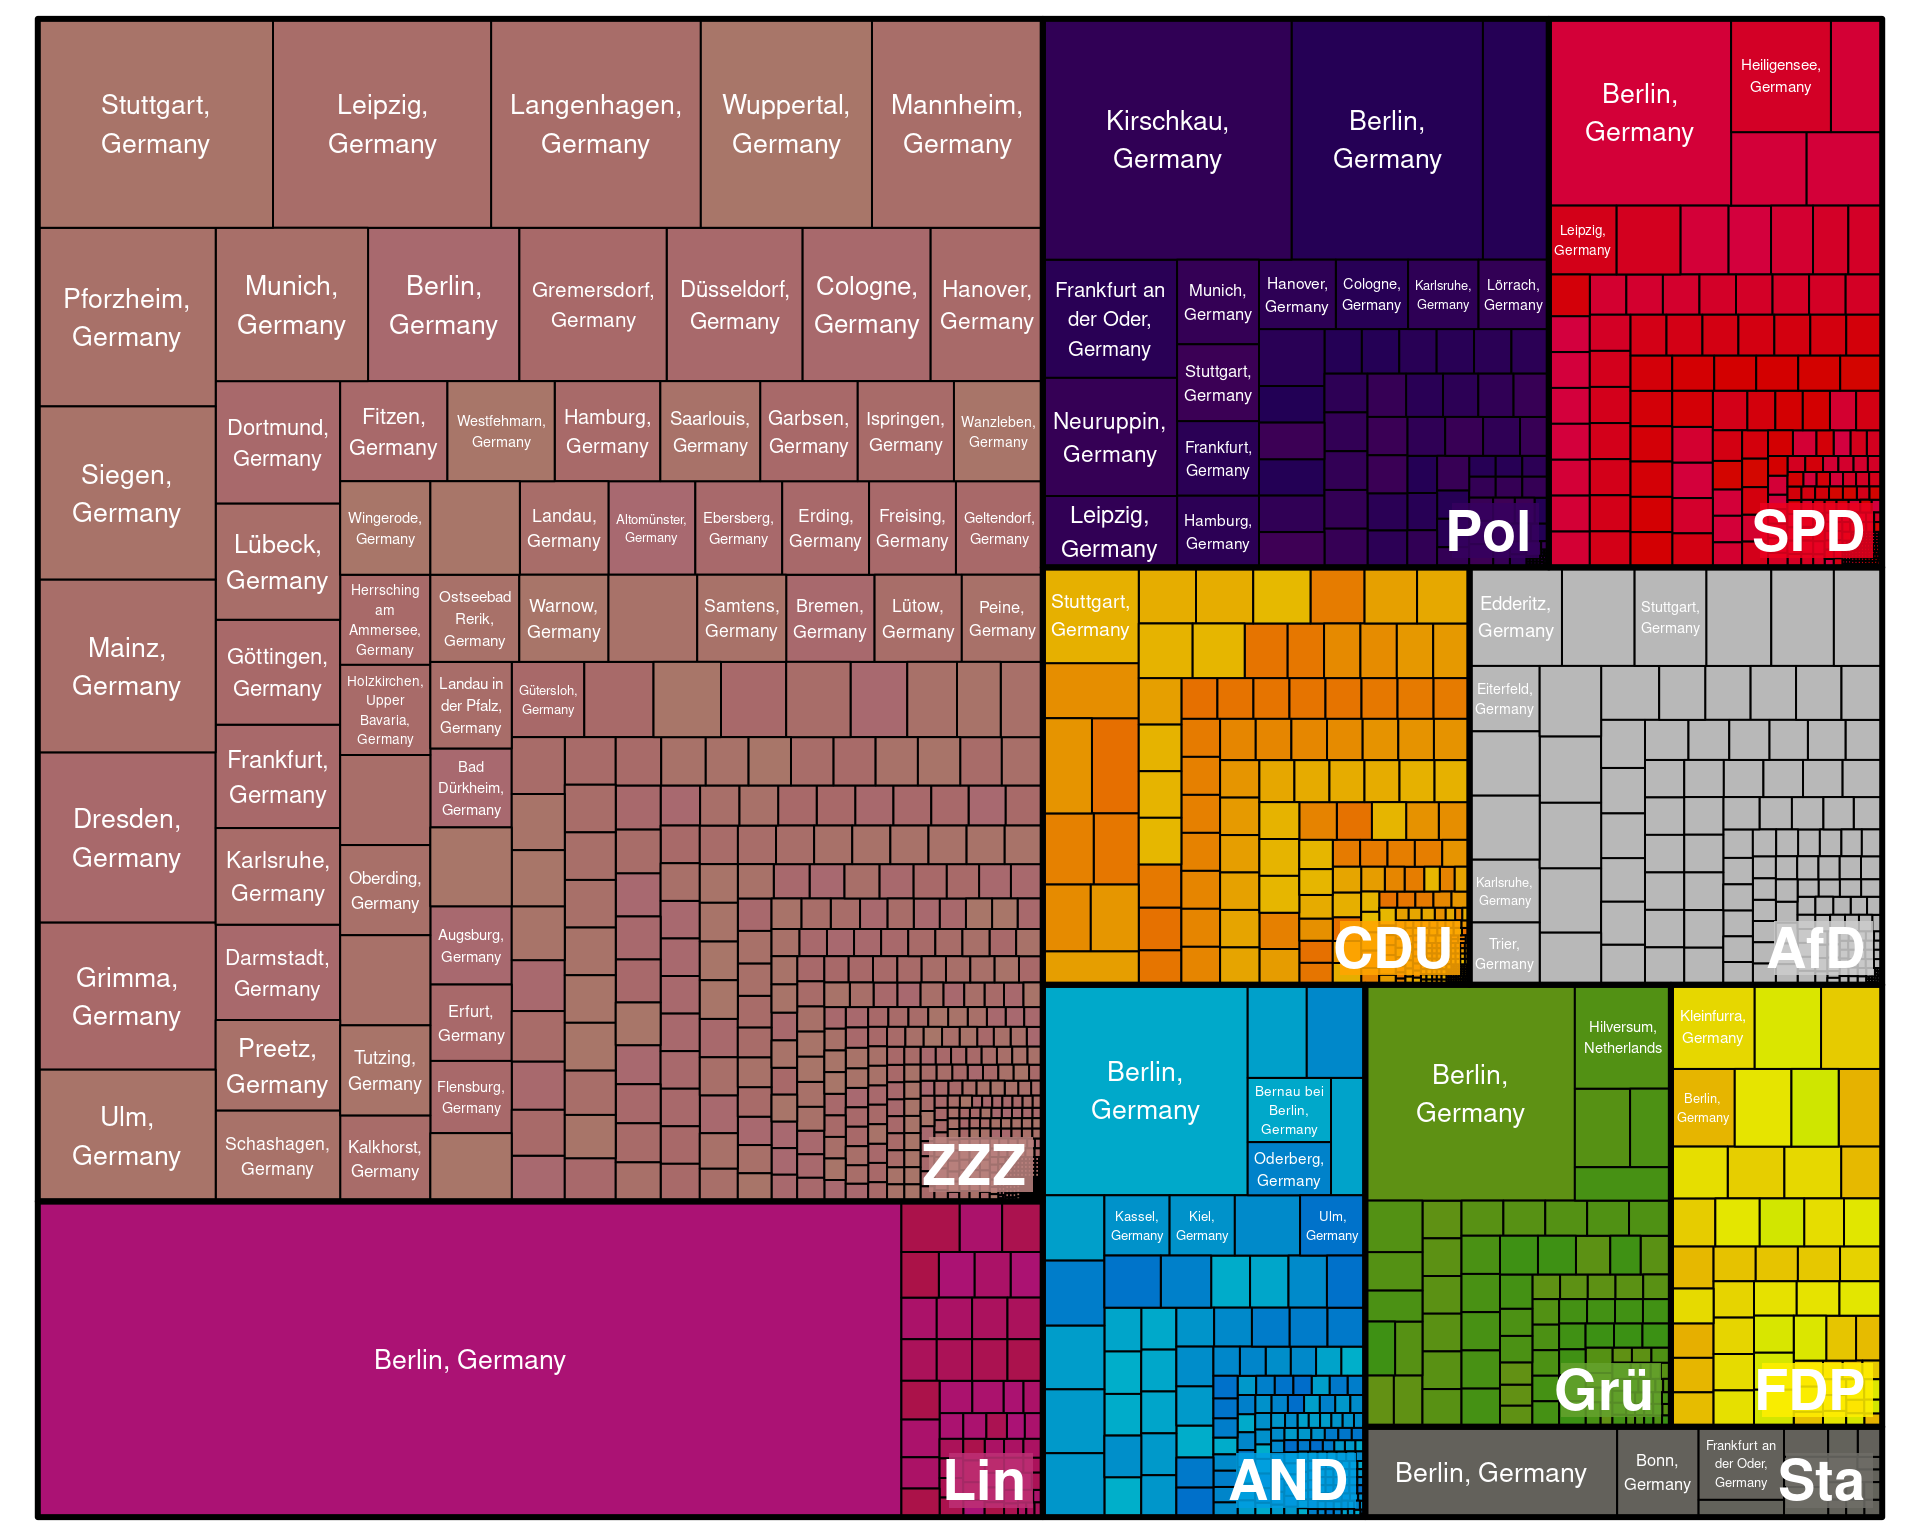 Stuttgart,
Germany
Leipzig,
Germany
Langenhagen,
Germany
Wuppertal,
Germany
Mannheim,
Germany
Pforzheim,
Germany
Munich,
Germany
Berlin,
Germany
Gremersdorf,
Germany
Düsseldorf,
Germany
Cologne,
Germany
Hanover,
Germany
Siegen,
Germany
Dortmund,
Germany
Fitzen,
Germany
Westfehmarn,
Germany
Hamburg,
Germany
Saarlouis,
Germany
Garbsen,
Germany
Ispringen,
Germany
Wanzleben,
Germany
Lübeck,
Germany
Wingerode,
Germany
Landau,
Germany
Altomünster,
Germany
Ebersberg,
Germany
Erding,
Germany
Freising,
Germany
Geltendorf,
Germany
Mainz,
Germany
Göttingen,
Germany
Herrsching
am
Ammersee,
Germany
Ostseebad
Rerik,
Germany
Warnow,
Germany
Samtens,
Germany
Bremen,
Germany
Lütow,
Germany
Peine,
Germany
Holzkirchen,
Upper
Bavaria,
Germany
Landau in
der Pfalz,
Germany
Gütersloh,
Germany
Dresden,
Germany
Frankfurt,
Germany
Bad
Dürkheim,
Germany
Karlsruhe,
Germany
Oberding,
Germany
Grimma,
Germany
Darmstadt,
Germany
Augsburg,
Germany
Preetz,
Germany
Tutzing,
Germany
Erfurt,
Germany
Ulm,
Germany
Schashagen,
Germany
Kalkhorst,
Germany
Flensburg,
Germany
ZZZ
Berlin, Germany
Lin
Kirschkau,
Germany
Berlin,
Germany
Frankfurt an
der Oder,
Germany
Munich,
Germany
Hanover,
Germany
Cologne,
Germany
Karlsruhe,
Germany
Lörrach,
Germany
Stuttgart,
Germany
Neuruppin,
Germany
Frankfurt,
Germany
Leipzig,
Germany
Hamburg,
Germany
Pol
Berlin,
Germany
Heiligensee,
Germany
Leipzig,
Germany
SPD
Stuttgart,
Germany
CDU
Edderitz,
Germany
Stuttgart,
Germany
Eiterfeld,
Germany
Karlsruhe,
Germany
Trier,
Germany
AfD
Berlin,
Germany
Bernau bei
Berlin,
Germany
Oderberg,
Germany
Kassel,
Germany
Kiel,
Germany
Ulm,
Germany
AND
Berlin,
Germany
Hilversum,
Netherlands
Grü
Kleinfurra,
Germany
Berlin,
Germany
FDP
Berlin, Germany
Bonn,
Germany
Frankfurt an
der Oder,
Germany
Sta